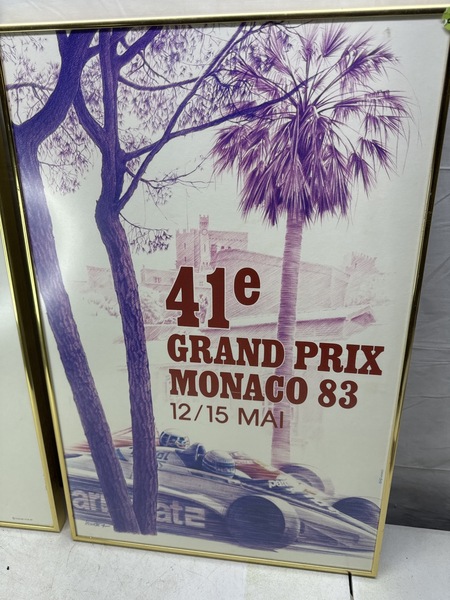 41e
GRAND PRIX
MONACO 83
12/15 MAI